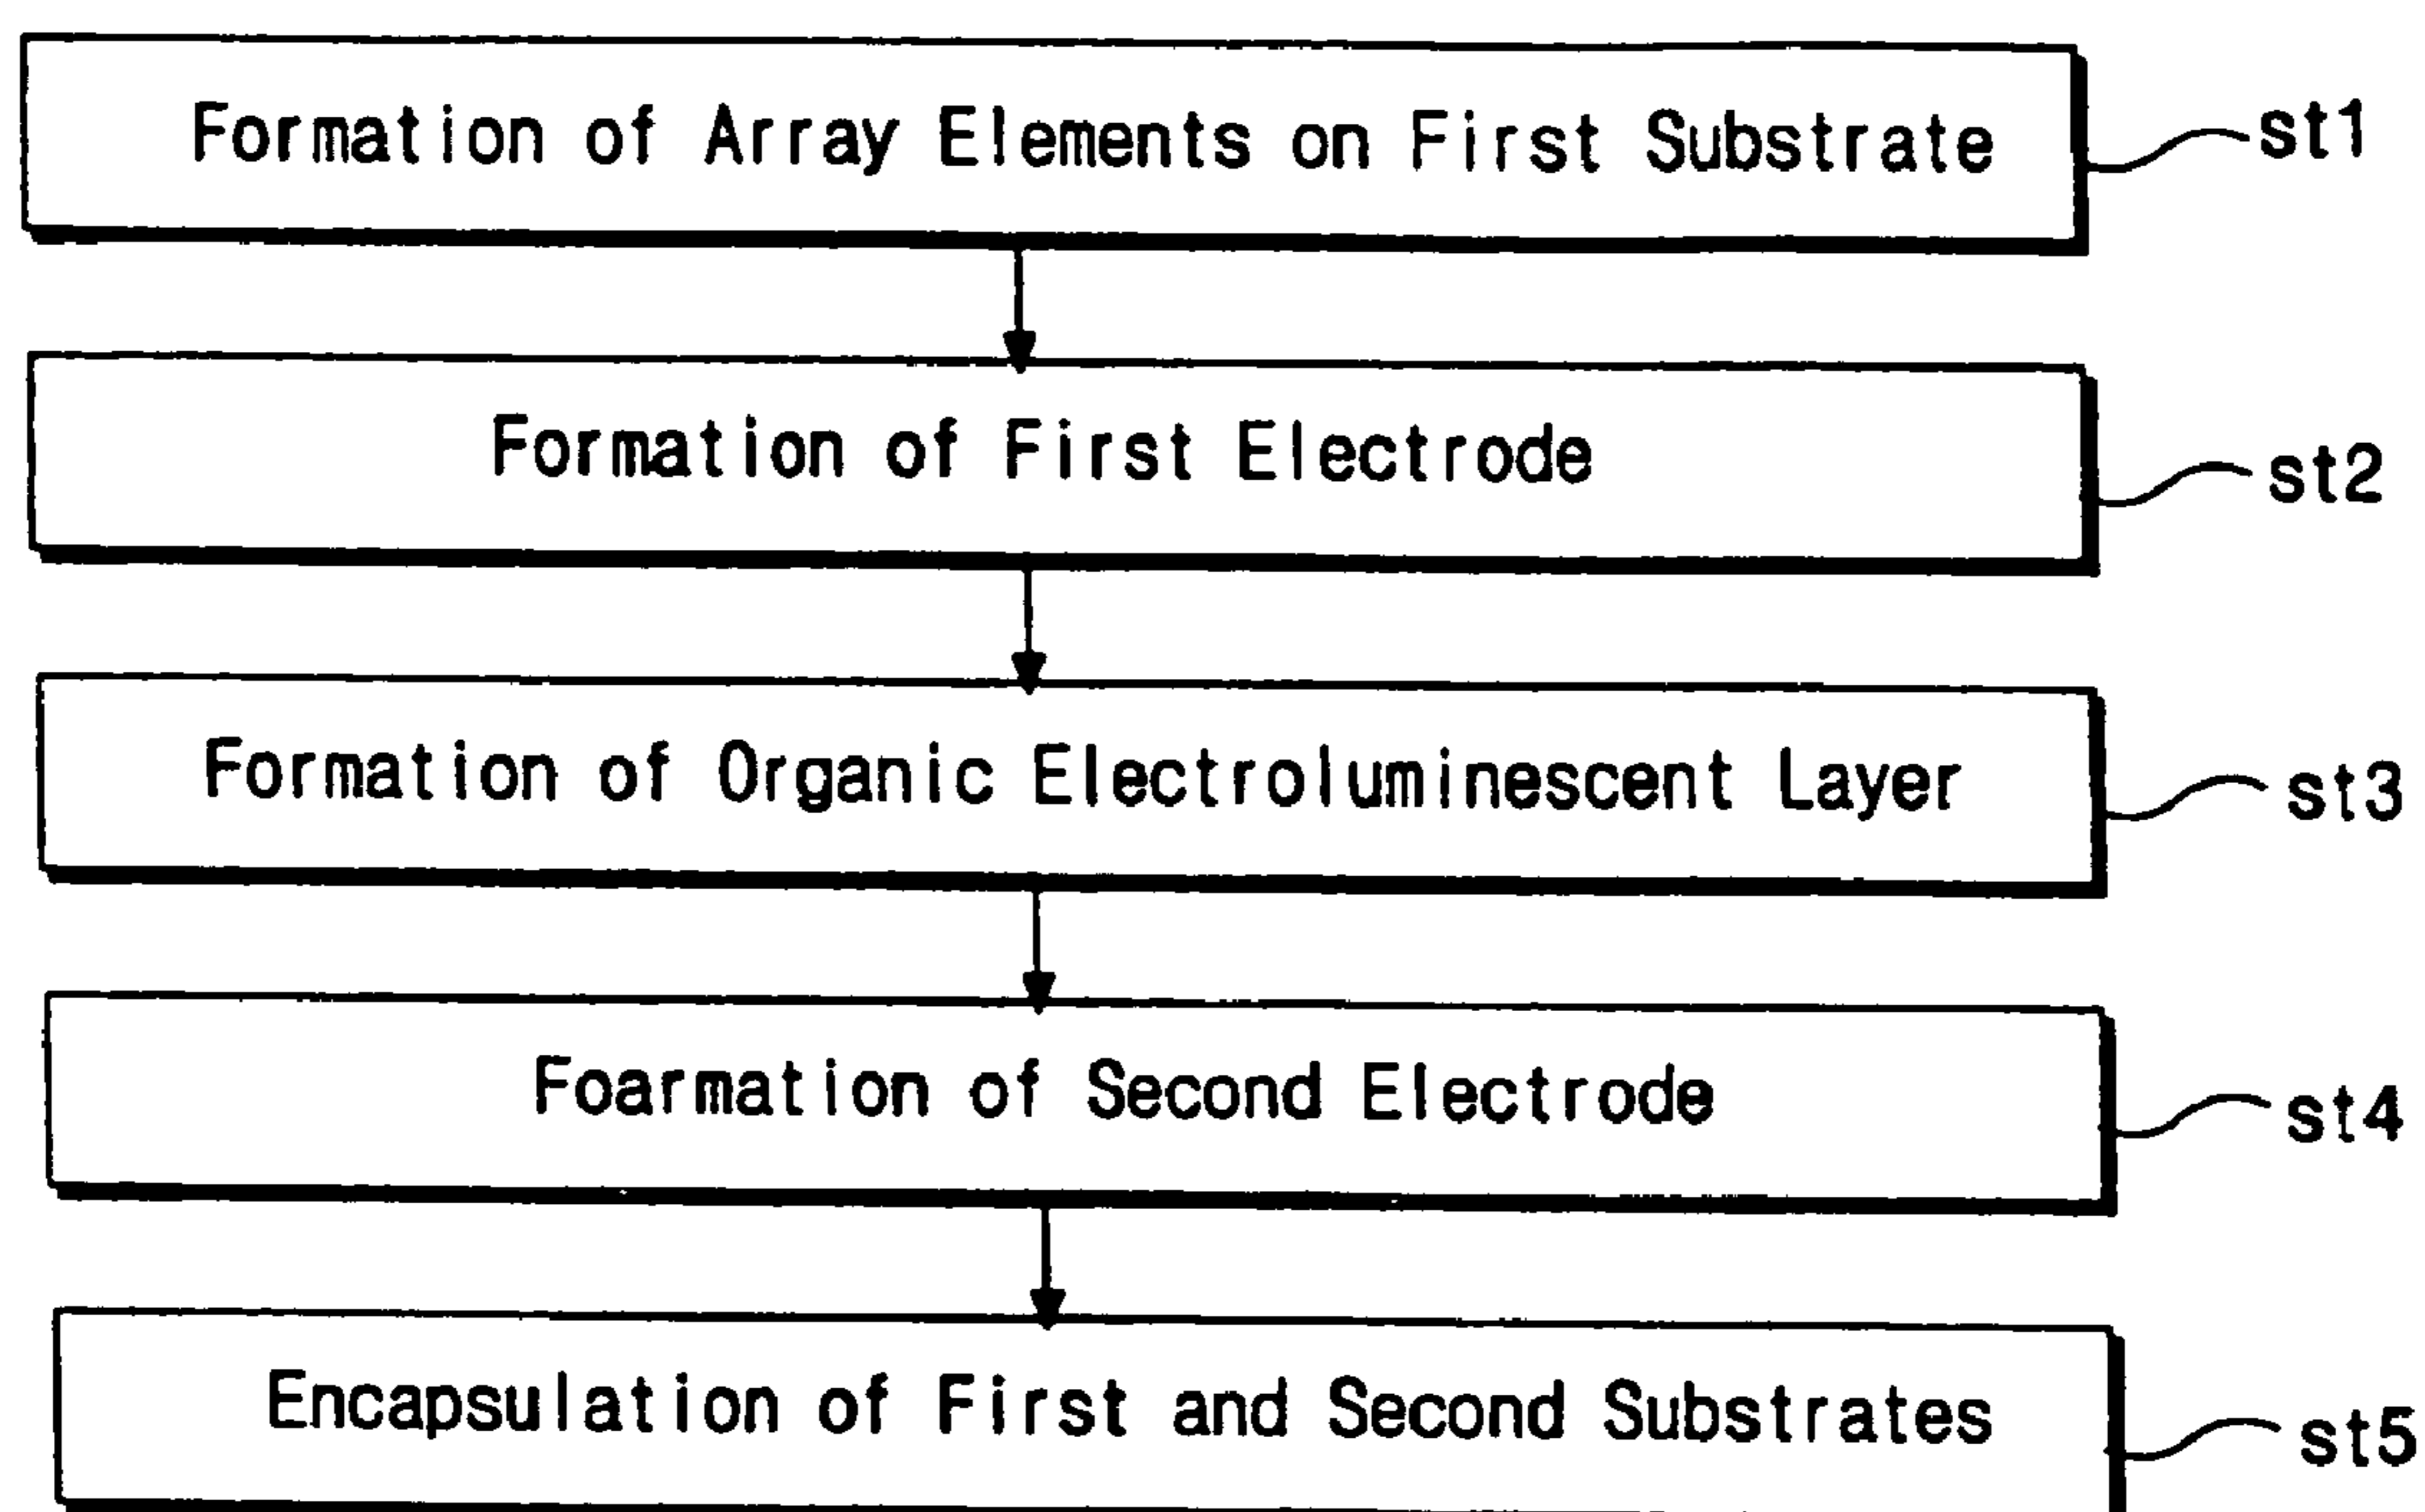 Formation of Array Elements on First Substrate
st1
Formation of First Electrode
st2
Formation of Organic Electroluminescent Layer
st3
Foarmation of Second Electrode
st4
Encapsulation of First and Second Substrates
st5